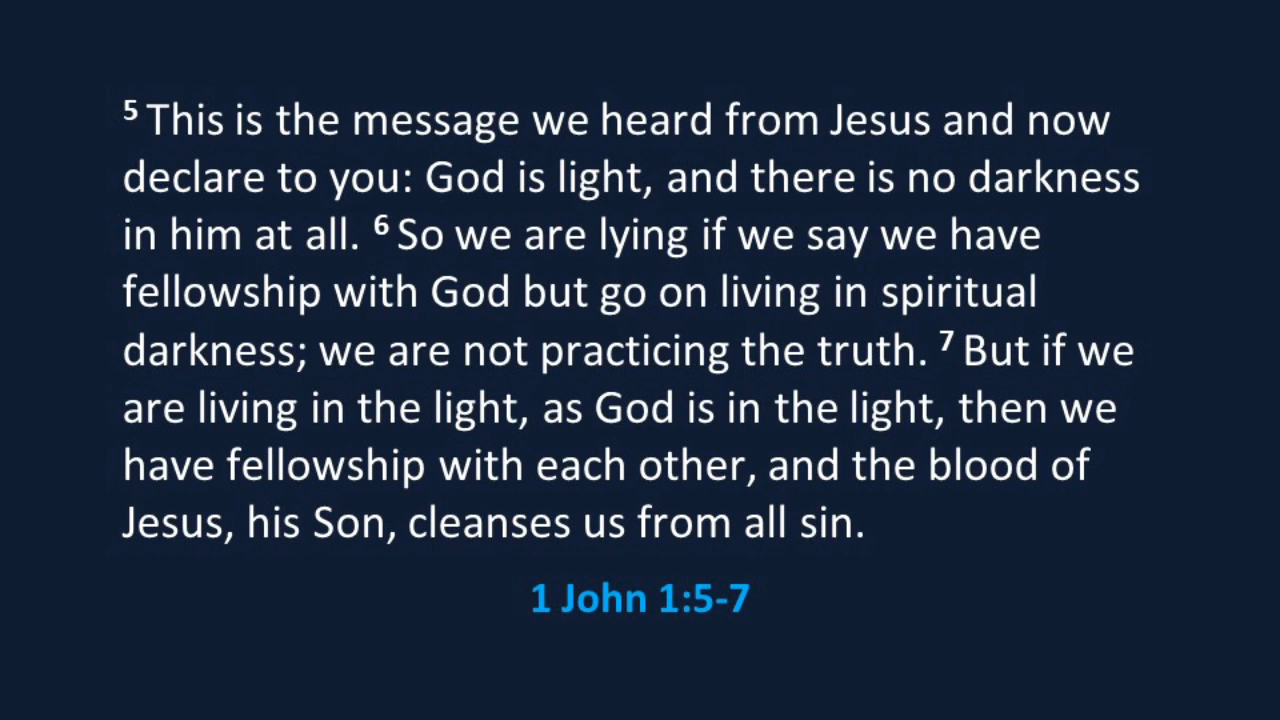 5 This is the message we heard from Jesus and now
declare to you: God is light, and there is no darkness
in him at all. 6 So we are lying if we say we have
fellowship with God but go on living in spiritual
darkness; we are not practicing the truth. 7 But if we
are living in the light, as God is in the light, then we
have fellowship with each other, and the blood of
Jesus, his Son, cleanses us from all sin.
1 John 1:5-7